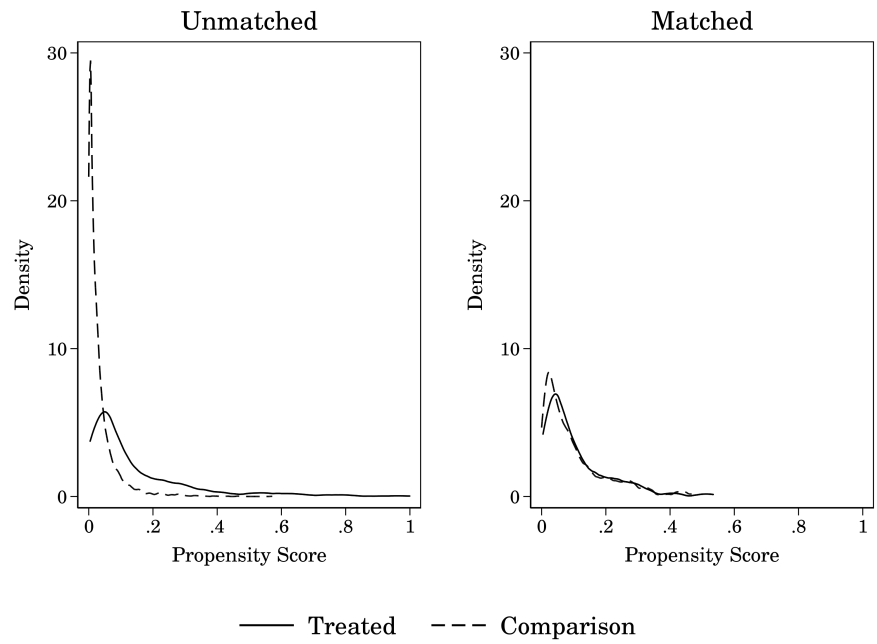 Unmatched
30
20
10
0
Density
0 .2 .4 .6 .8 1
Propensity Score
Matched
30
20
10
0
Density
0 .2 .4 .6 .8 1
Propensity Score
Treated Comparison